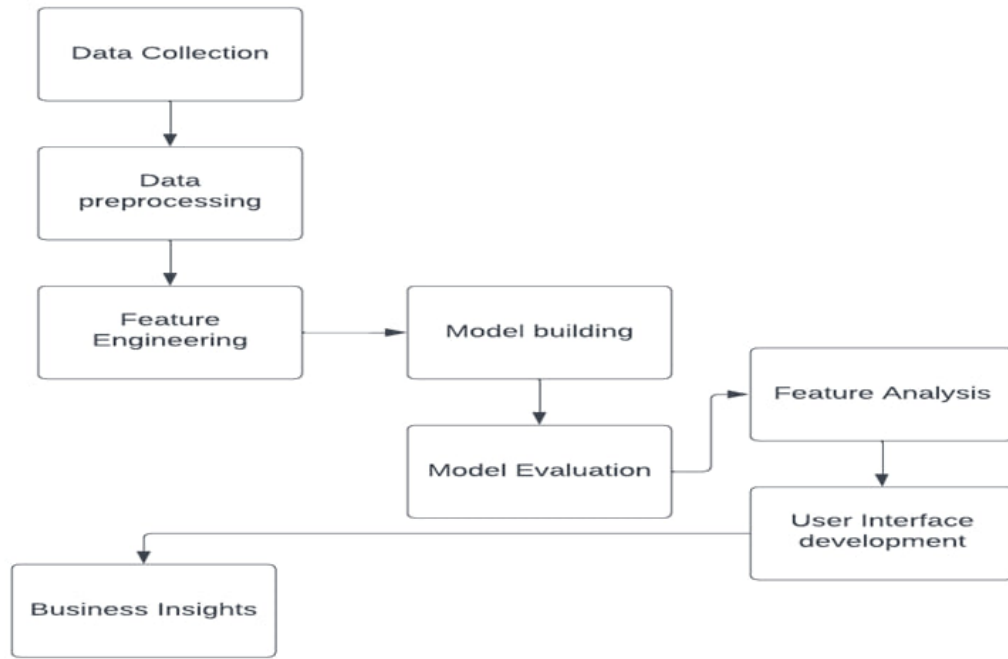 Data Collection
Data
preprocessing
Feature
Engineering
Model building
Model Evaluation
Feature Analysis
User Interface
development
Business Insights